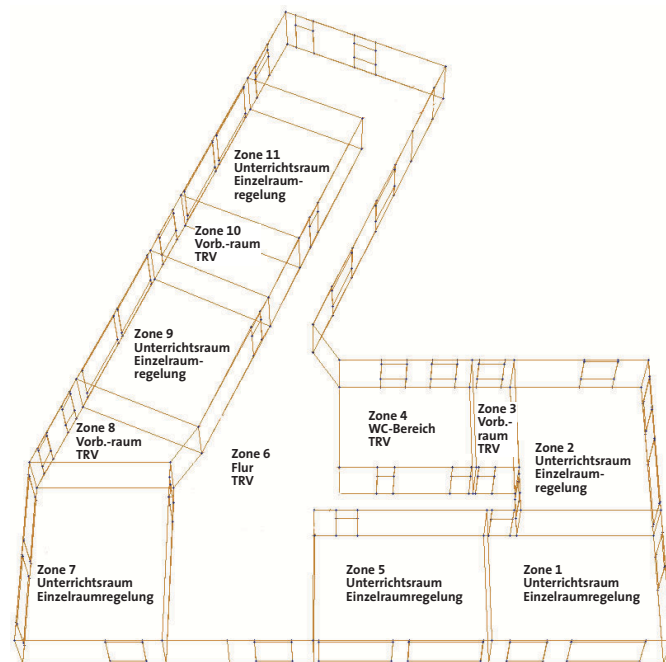 Zone 11
Unterrichtsraum
Einzelraum-
regelung
Zone 10
Vorb.-raum
TRV
Zone 9
Unterrichtsraum
Einzelraum-
regelung
Zone 8
Vorb.-raum
TRV
Zone 6
Flur
TRV
Zone 4
WC-Bereich
TRV
Zone 3
Vorb.-
raum
TRV
Zone 2
Unterrichtsraum
Einzelraum-
regelung
Zone 7
Unterrichtsraum
Einzelraumregelung
Zone 5
Unterrichtsraum
Einzelraumregelung
Zone 1
Unterrichtsraum
Einzelraumregelung